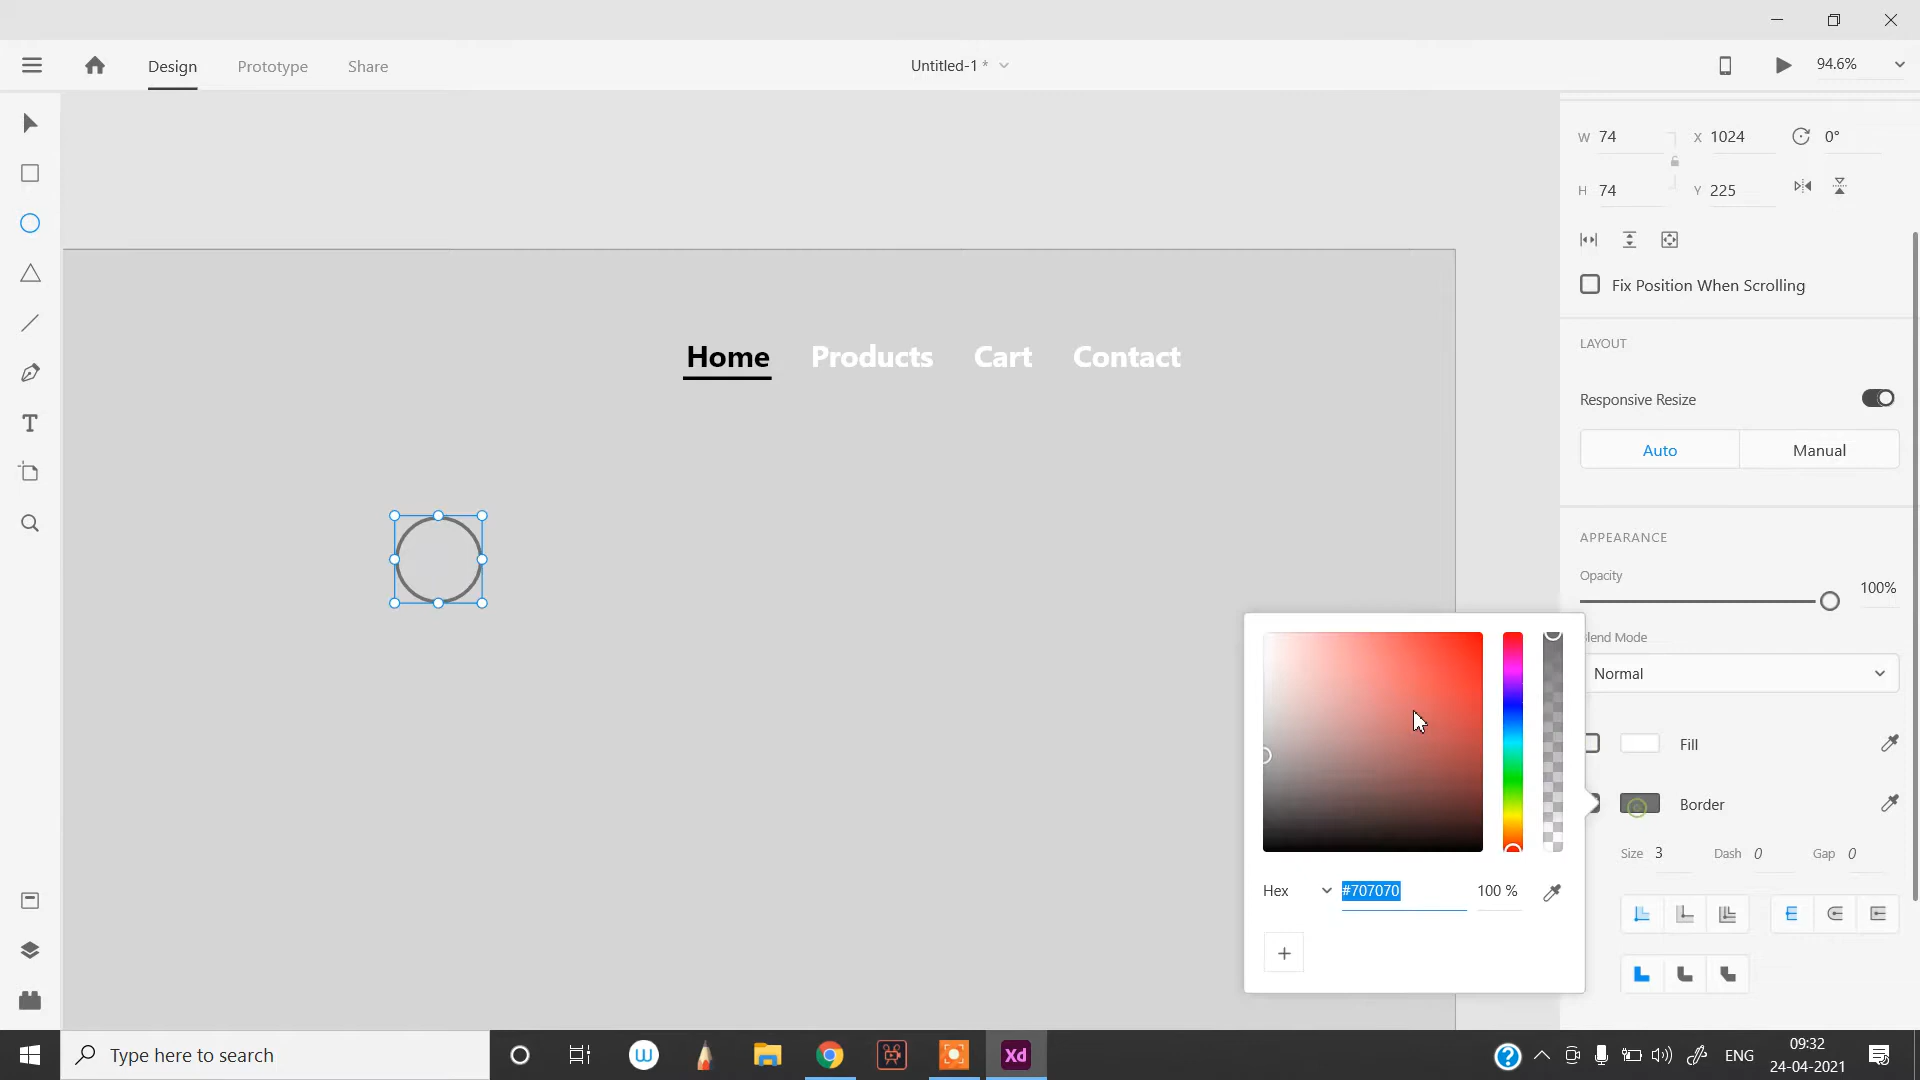 Design Prototype Share Untitled-1 * 94.6%
W 74 X 1024 0°
H 74 Y 225
Fix Position When Scrolling
LAYOUT
Home Products Cart Contact
Responsive Resize
Auto Manual
APPEARANCE
Opacity
100%
Blend Mode
Normal
Fill
Border
Size 3 Dash 0 Gap 0
Hex #707070 100 %
+
Type here to search
Xd
ENG
09:32
24-04-2021